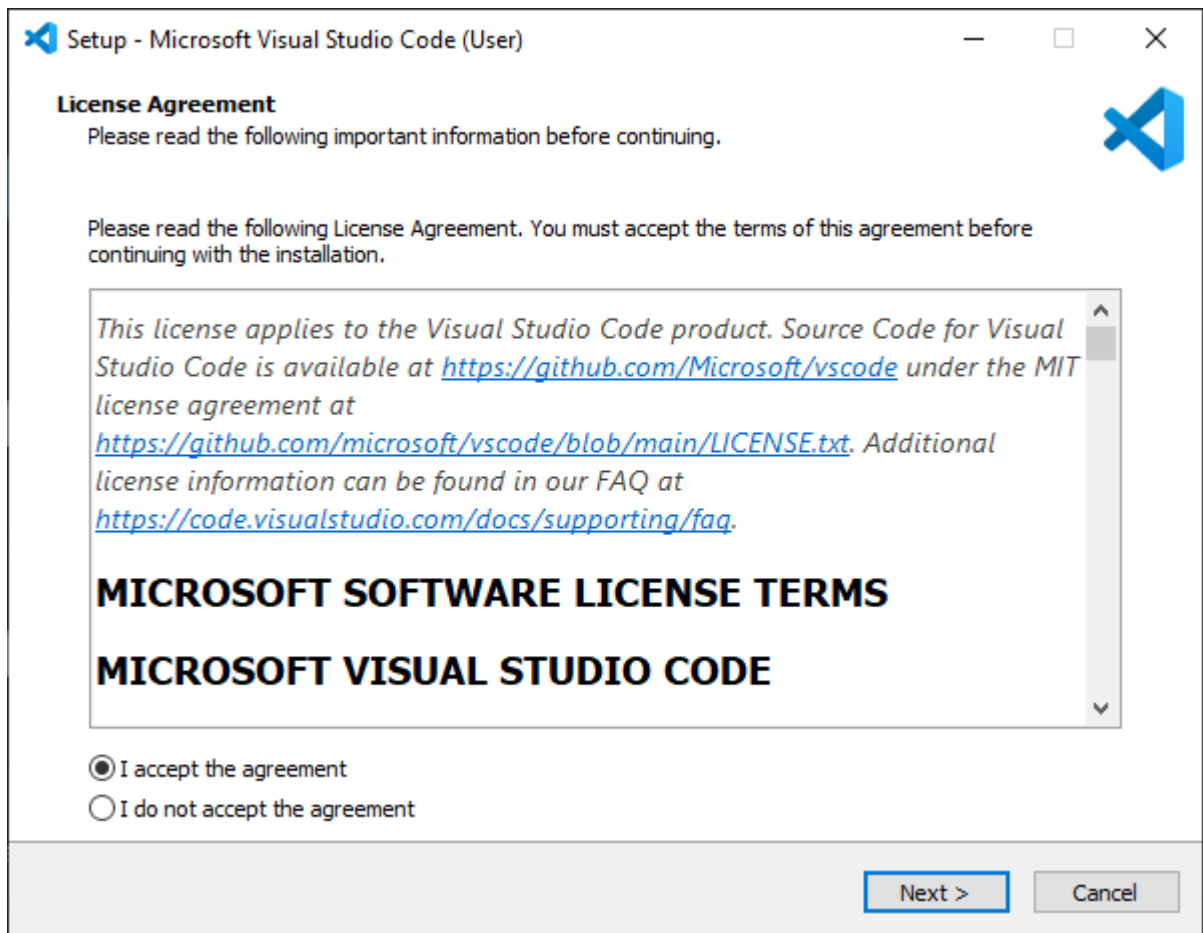 Setup - Microsoft Visual Studio Code (User)
License Agreement
Please read the following important information before continuing.
Please read the following License Agreement. You must accept the terms of this agreement before
continuing with the installation.
This license applies to the Visual Studio Code product. Source Code for Visual
Studio Code is available at https://github.com/Microsoft/vscode under the MIT
license agreement at
https://github.com/microsoft/vscode/blob/main/LICENSE.txt. Additional
license information can be found in our FAQ at
https://code.visualstudio.com/docs/supporting/faq.
MICROSOFT SOFTWARE LICENSE TERMS
MICROSOFT VISUAL STUDIO CODE
I accept the agreement
I do not accept the agreement
Next >
Cancel